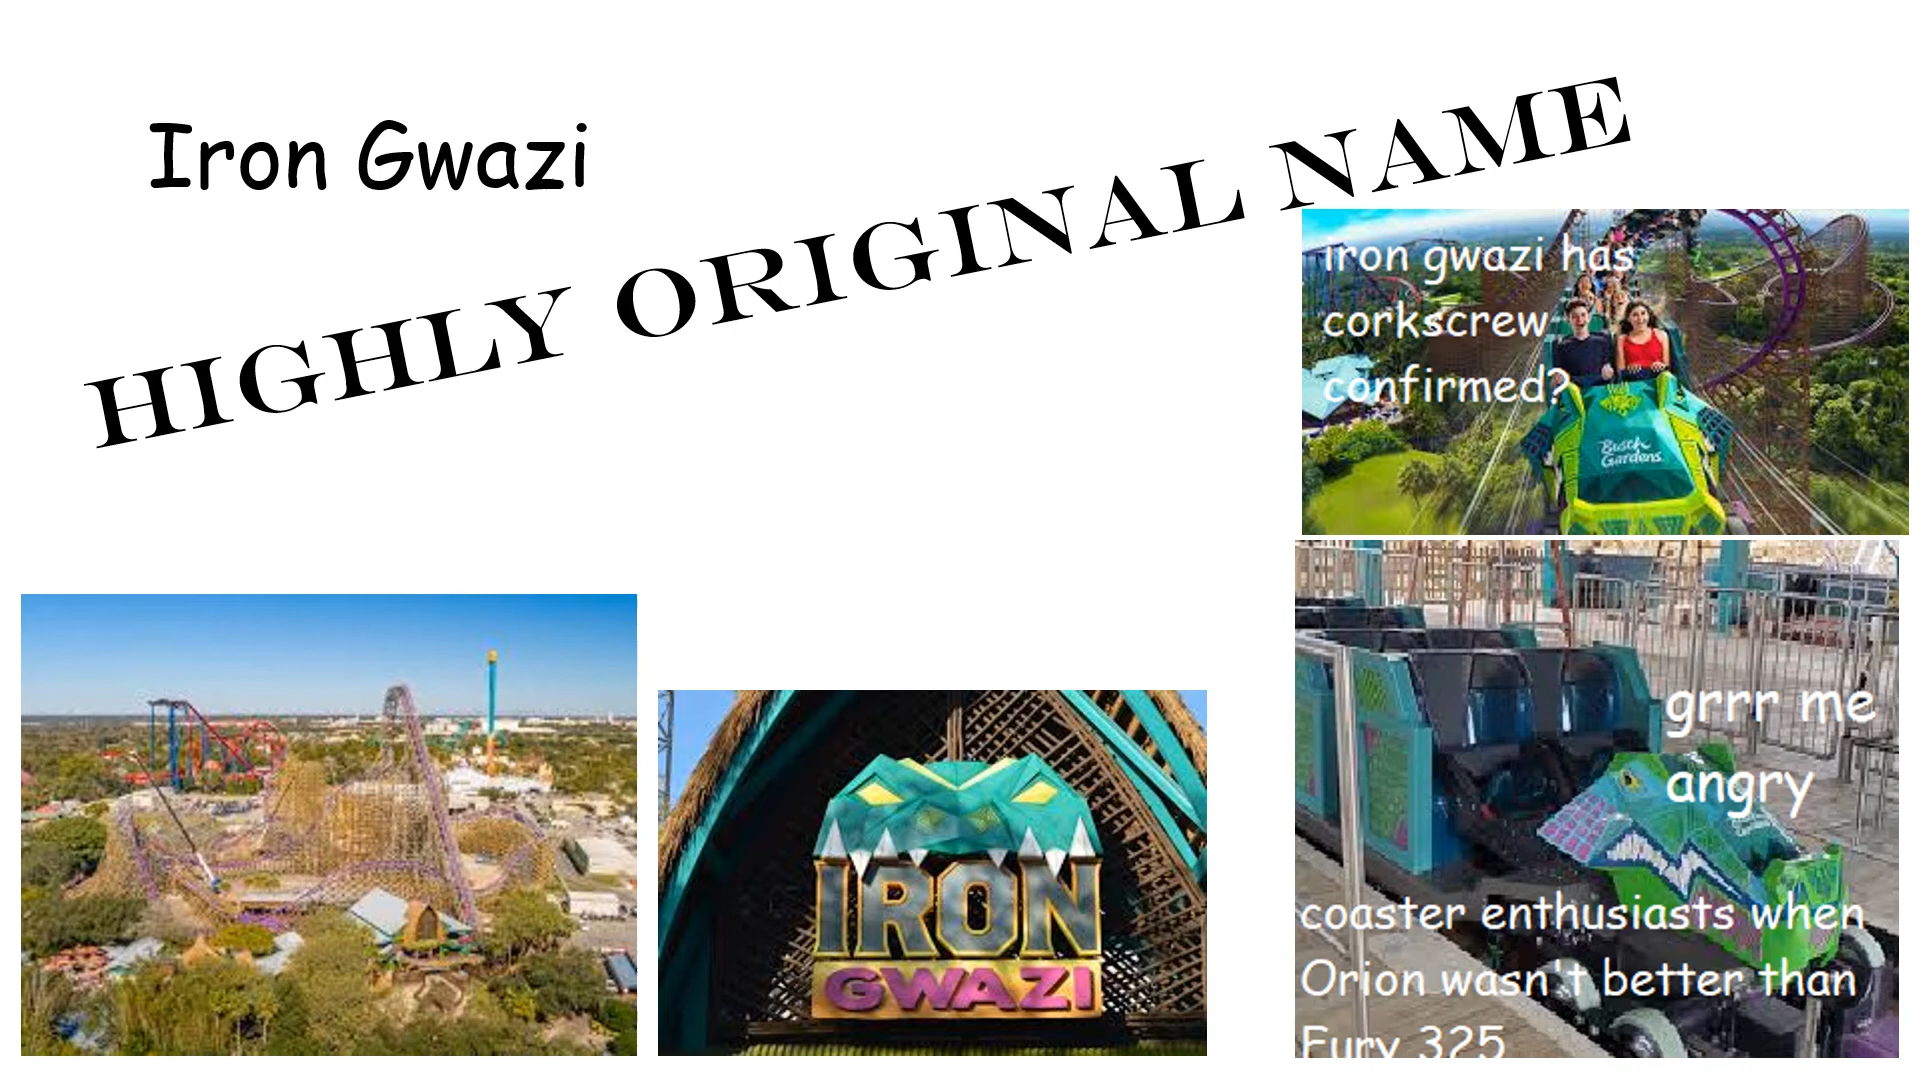 Iron Gwazi
HIGHLY ORIGINAL NAME
iron gwazi has
corkscrew
confirmed?
Busch
Gardens
IRON
GWAZI
grrr me
angry
coaster enthusiasts when
Orion wasn't better than
Fury 325